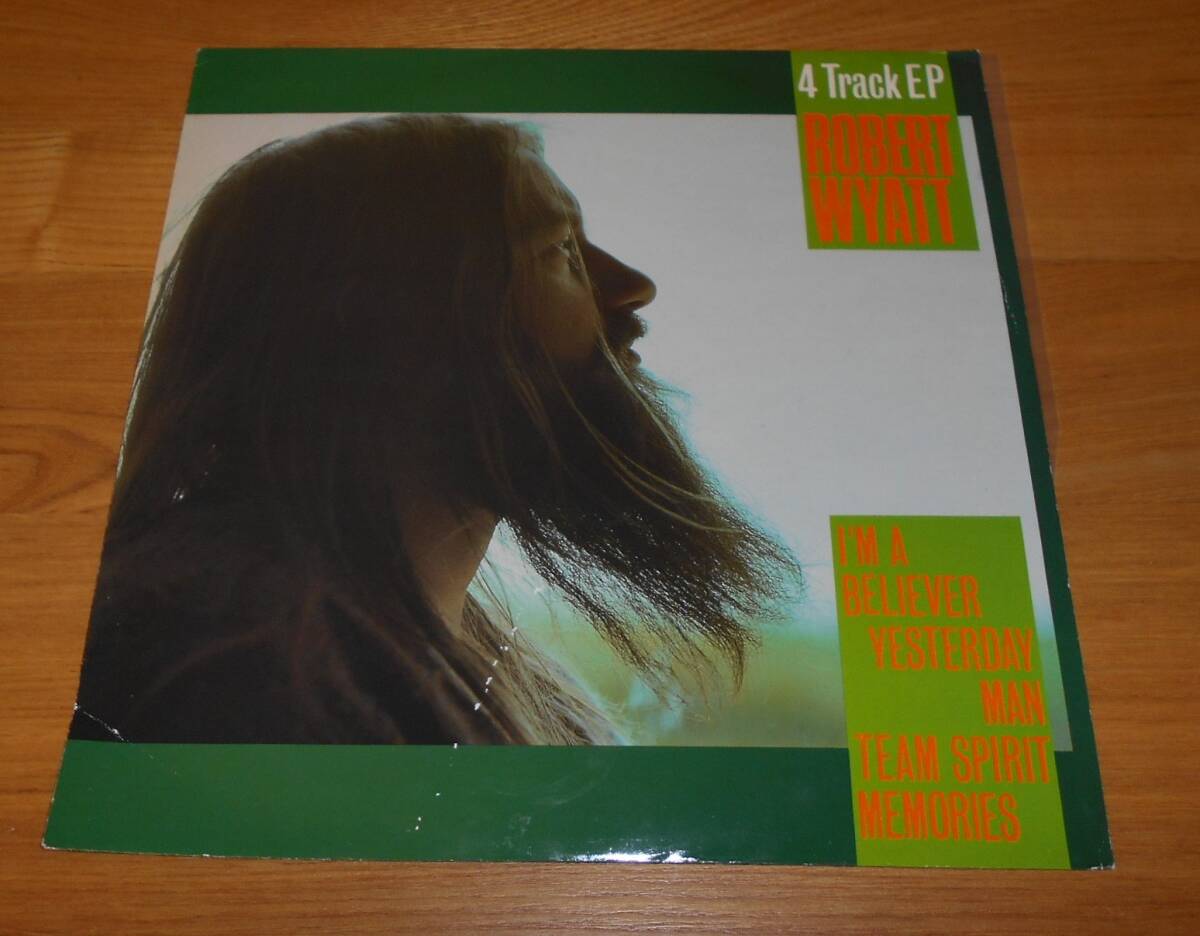 4 Track EP
ROBERT
WYATT
I'M A
BELIEVER
YESTERDAY
MAN
TEAM SPIRIT
MEMORIES